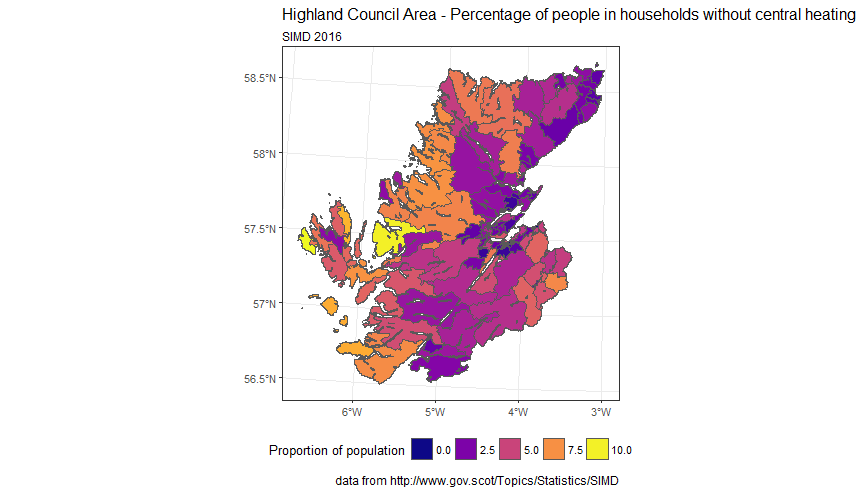 Highland Council Area - Percentage of people in households without central heating
SIMD 2016
58.5°N
58°N
57.5°N
57°N
56.5°N
6°W 5°W 4°W 3°W
Proportion of population 0.0 2.5 5.0 7.5 10.0
data from http://www.gov.scot/Topics/Statistics/SIMD